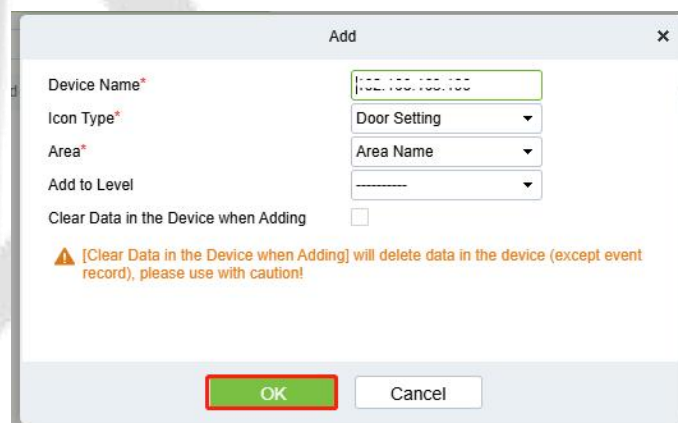 Add
Device Name*
Icon Type* Door Setting
Area* Area Name
Add to Level ----------
Clear Data in the Device when Adding
[Clear Data in the Device when Adding] will delete data in the device (except event
record), please use with caution!
OK Cancel